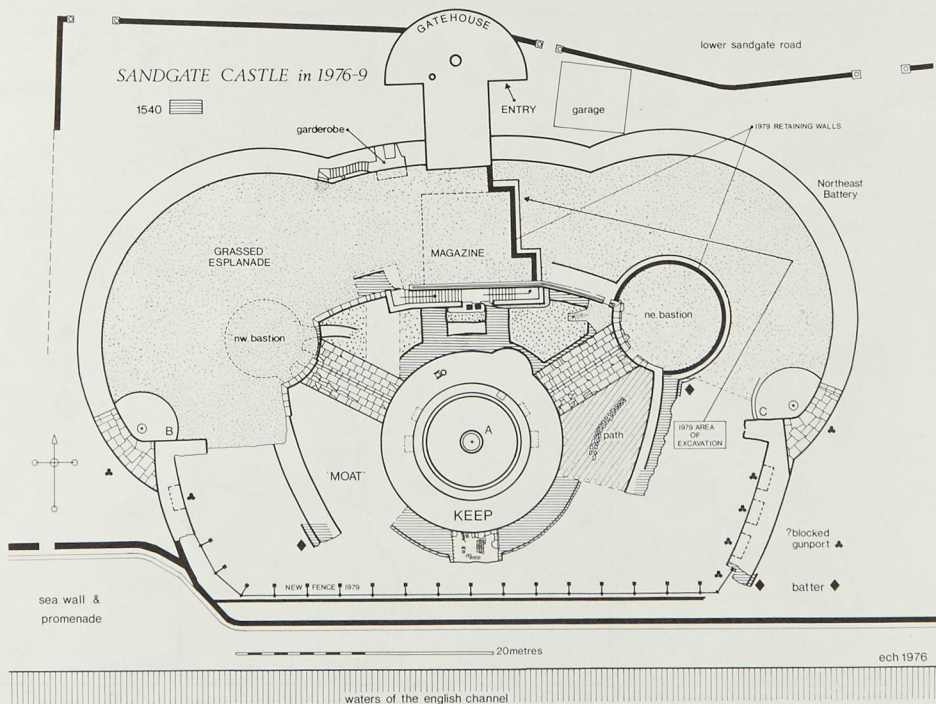 GATEHOUSE
SANDGATE CASTLE in 1976-9
lower sandgate road
1540
ENTRY
garage
garderobe
1979 RETAINING WALLS
Northeast
Battery
GRASSED
ESPLANADE
MAGAZINE
nw. bastion
ne. bastion
A
B
C
1979 AREA
OF
EXCAVATION
path
'MOAT'
KEEP
?blocked
gunport
NEW FENCE 1979
batter
sea wall &
promenade
20metres
ech 1976
waters of the english channel